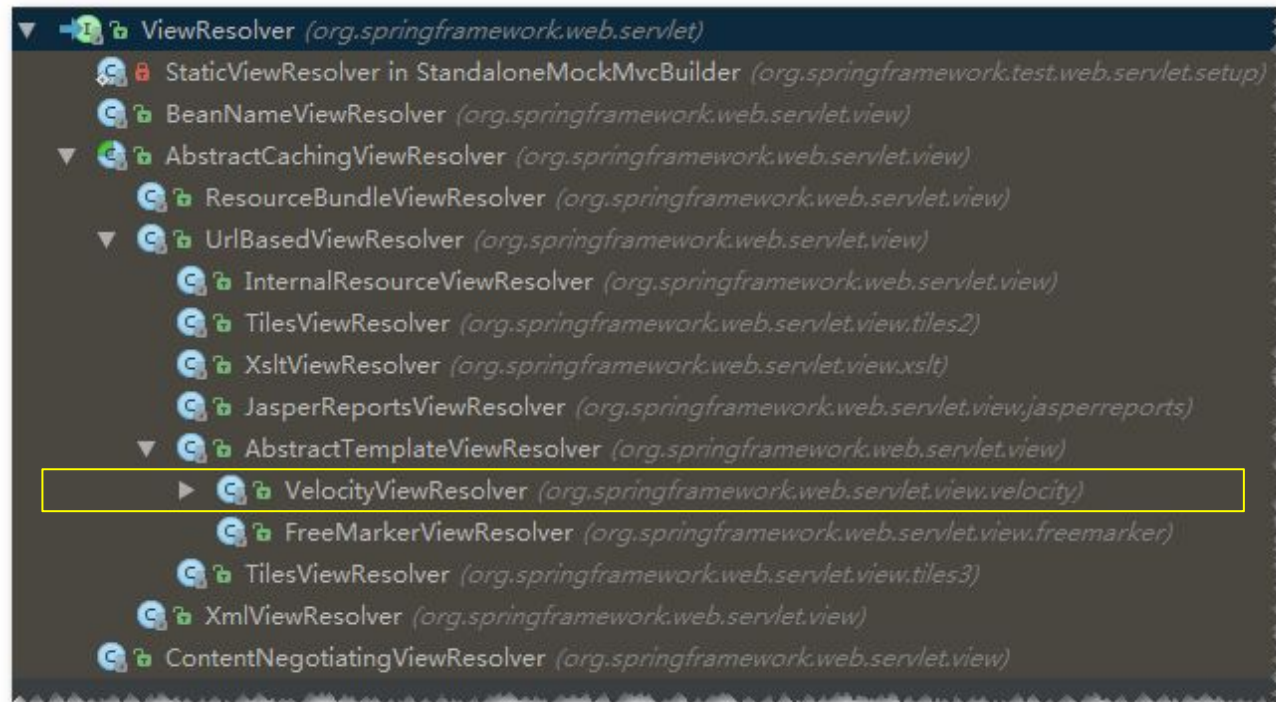 ViewResolver (org.springframework.web.servlet)
StaticViewResolver in StandaloneMockMvcBuilder (org.springframework.test.web.servlet.setup)
BeanNameViewResolver (org.springframework.web.servlet.view)
AbstractCachingViewResolver (org.springframework.web.servlet.view)
ResourceBundleViewResolver (org.springframework.web.servlet.view)
UrlBasedViewResolver (org.springframework.web.servlet.view)
InternalResourceViewResolver (org.springframework.web.servlet.view)
TilesViewResolver (org.springframework.web.servlet.view.tiles2)
XsltViewResolver (org.springframework.web.servlet.view.xslt)
JasperReportsViewResolver (org.springframework.web.servlet.view.jasperreports)
AbstractTemplateViewResolver (org.springframework.web.servlet.view)
VelocityViewResolver (org.springframework.web.servlet.view.velocity)
FreeMarkerViewResolver (org.springframework.web.servlet.view.freemarker)
TilesViewResolver (org.springframework.web.servlet.view.tiles3)
XmlViewResolver (org.springframework.web.servlet.view)
ContentNegotiatingViewResolver (org.springframework.web.servlet.view)